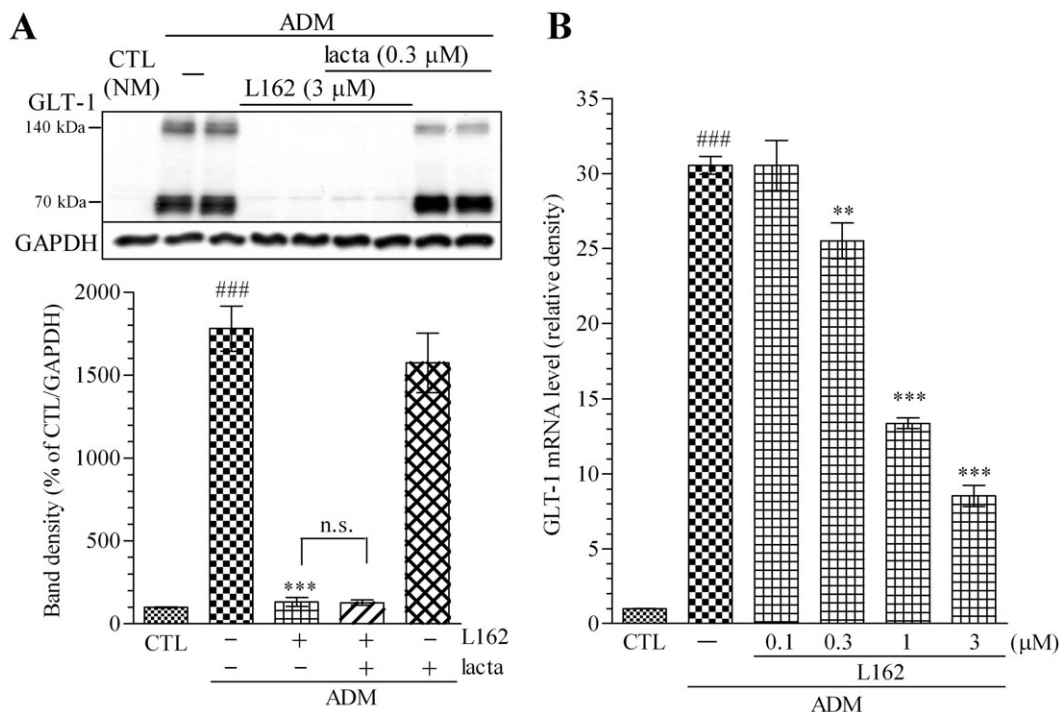 A
ADM
CTL
(NM)
—
lacta (0.3 µM)
L162 (3 µM)
GLT-1
140 kDa
70 kDa
GAPDH
Band density (% of CTL/GAPDH)
2000
1500
1000
500
0
###
***
n.s.
CTL
− + + − L162
− − + + lacta
ADM
B
GLT-1 mRNA level (relative density)
35
30
25
20
15
10
5
0
###
**
***
***
CTL
— 0.1 0.3 1 3 (µM)
L162
ADM